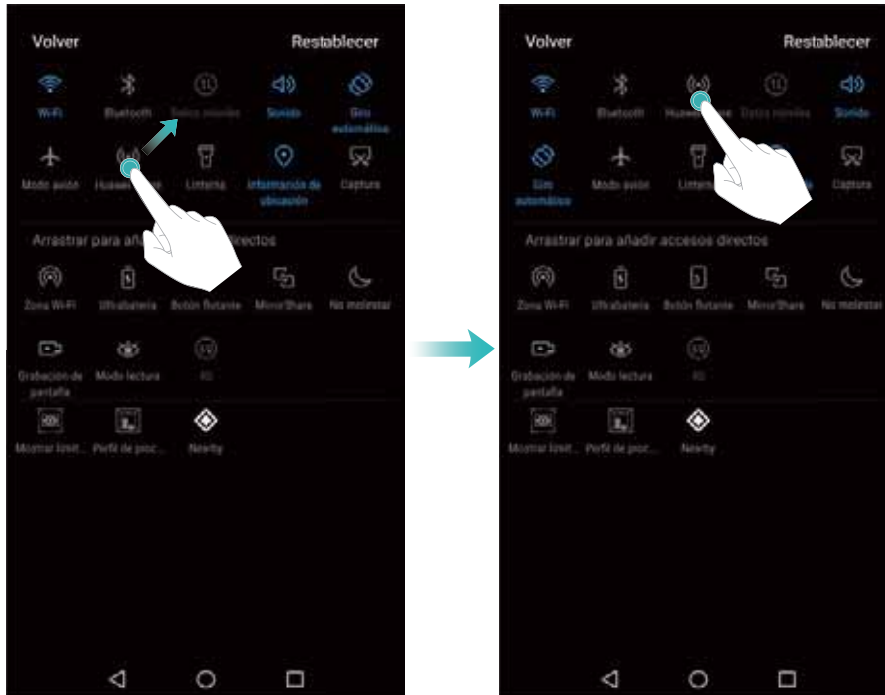 Volver Restablecer
Wi-Fi Bluetooth Datos móviles Sonido Giro
automático
Modo avión Huawei Linterna Información de Captura
ubicación
Arrastrar para aña directos
Zona Wi-Fi Ultrabatería Botón flotante MirrorShare No molestar
Grabación de Modo lectura
pantalla
Mostrar límit... Perfil de proc... Nearby
Volver Restablecer
Wi-Fi Bluetooth Huawei Datos móviles Sonido
Giro Modo avión Linterna Captura
automático
Arrastrar para añadir accesos directos
Zona Wi-Fi Ultrabatería Botón flotante MirrorShare No molestar
Grabación de Modo lectura
pantalla
Mostrar límit... Perfil de proc... Nearby